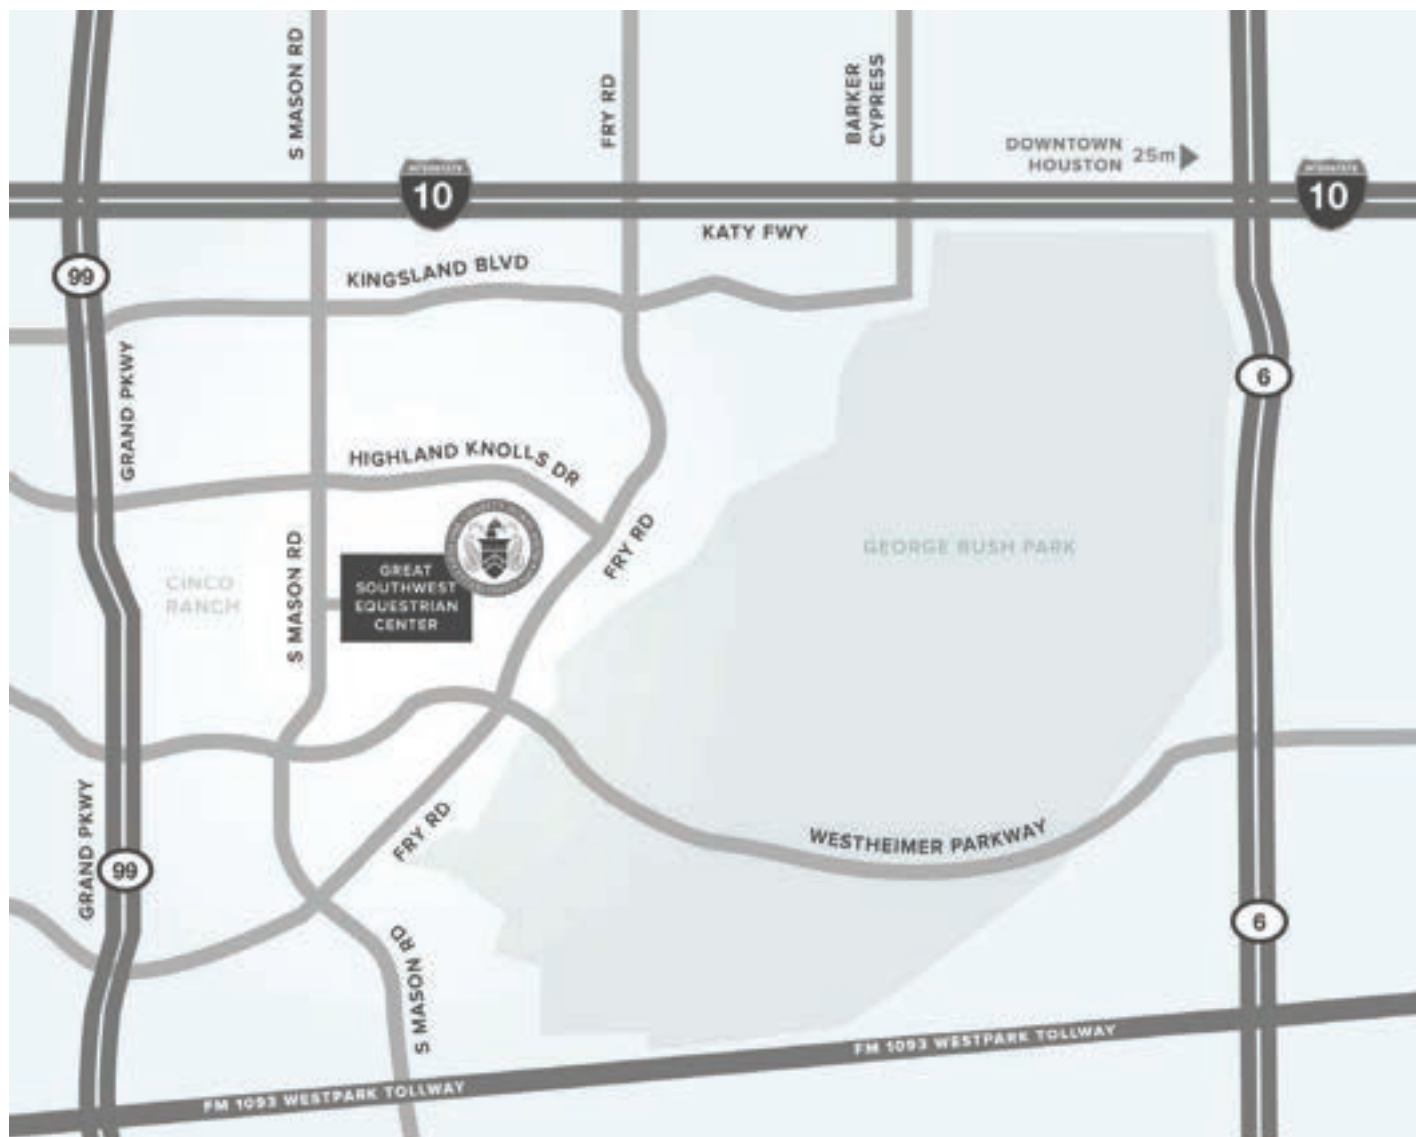 S MASON RD
FRY RD
BARKER
CYPRESS
DOWNTOWN
HOUSTON
25m
INTERSTATE
10
INTERSTATE
10
KATY FWY
99
KINGSLAND BLVD
GRAND PKWY
6
HIGHLAND KNOLLS DR
FRY RD
S MASON RD
GEORGE BUSH PARK
CINCO
RANCH
GREAT
SOUTHWEST
EQUESTRIAN
CENTER
GRAND PKWY
99
FRY RD
WESTHEIMER PARKWAY
6
S MASON RD
FM 1093 WESTPARK TOLLWAY
FM 1093 WESTPARK TOLLWAY